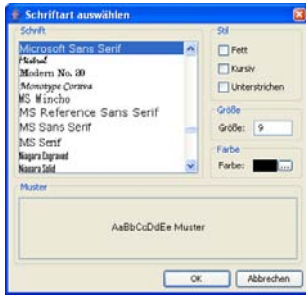 Schriftart auswählen
Schrift
Microsoft Sans Serif
Mistral
Modern No. 20
Monotype Corsiva
MS Mincho
MS Reference Sans Serif
MS Sans Serif
MS Serif
Niagara Engraved
Niagara Solid
Stil
Fett
Kursiv
Unterstrichen
Größe
Größe: 9
Farbe
Farbe: ...
Muster
AaBbCcDdEe Muster
OK Abbrechen